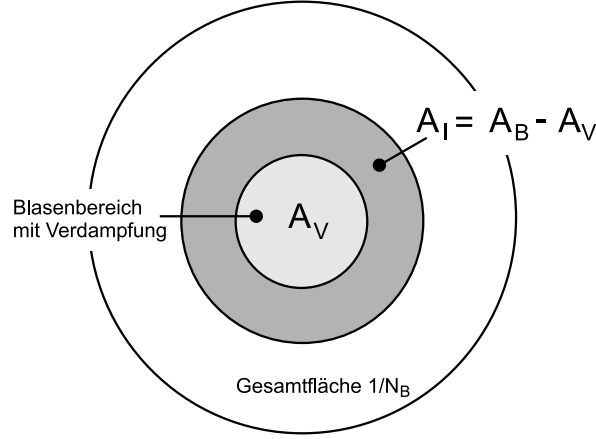 A_I = A_B - A_V
Blasenbereich
mit Verdampfung
A_V
Gesamtfläche 1/N_B